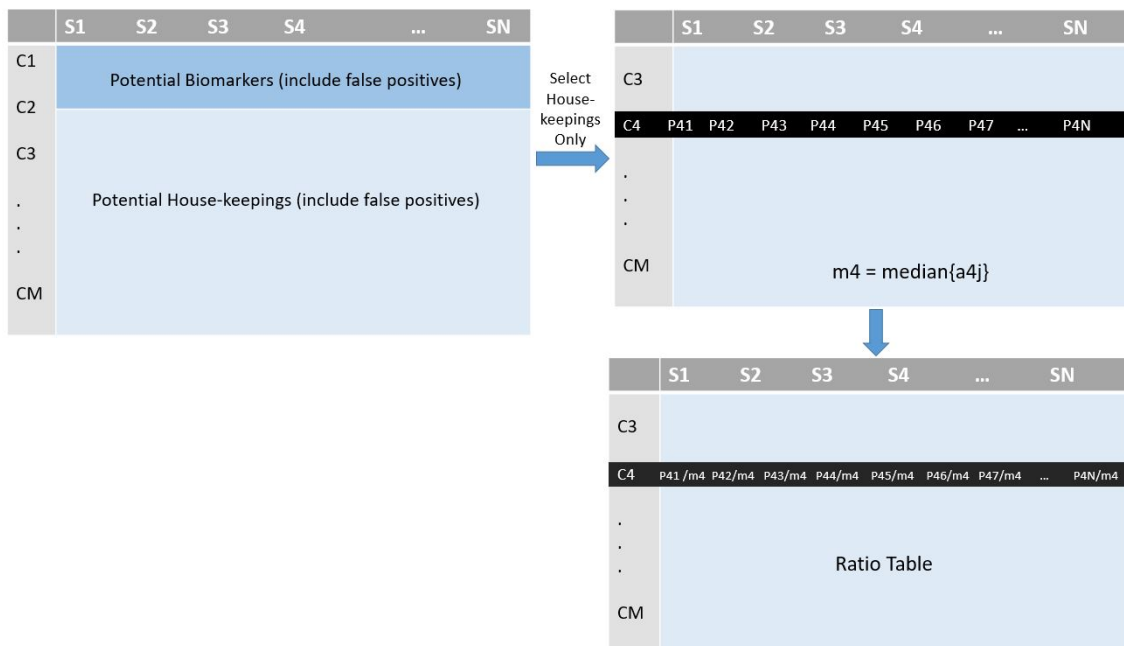 S1 S2 S3 S4 ... SN
C1
Potential Biomarkers (include false positives)
C2
C3
Potential House-keepings (include false positives)
.
.
.
CM
Select
House-
keepings
Only
S1 S2 S3 S4 ... SN
C3
C4 P41 P42 P43 P44 P45 P46 P47 ... P4N
.
.
.
CM
m4 = median{a4j}
S1 S2 S3 S4 ... SN
C3
C4 P41 /m4 P42/m4 P43/m4 P44/m4 P45/m4 P46/m4 P47/m4 ... P4N/m4
.
.
.
Ratio Table
CM